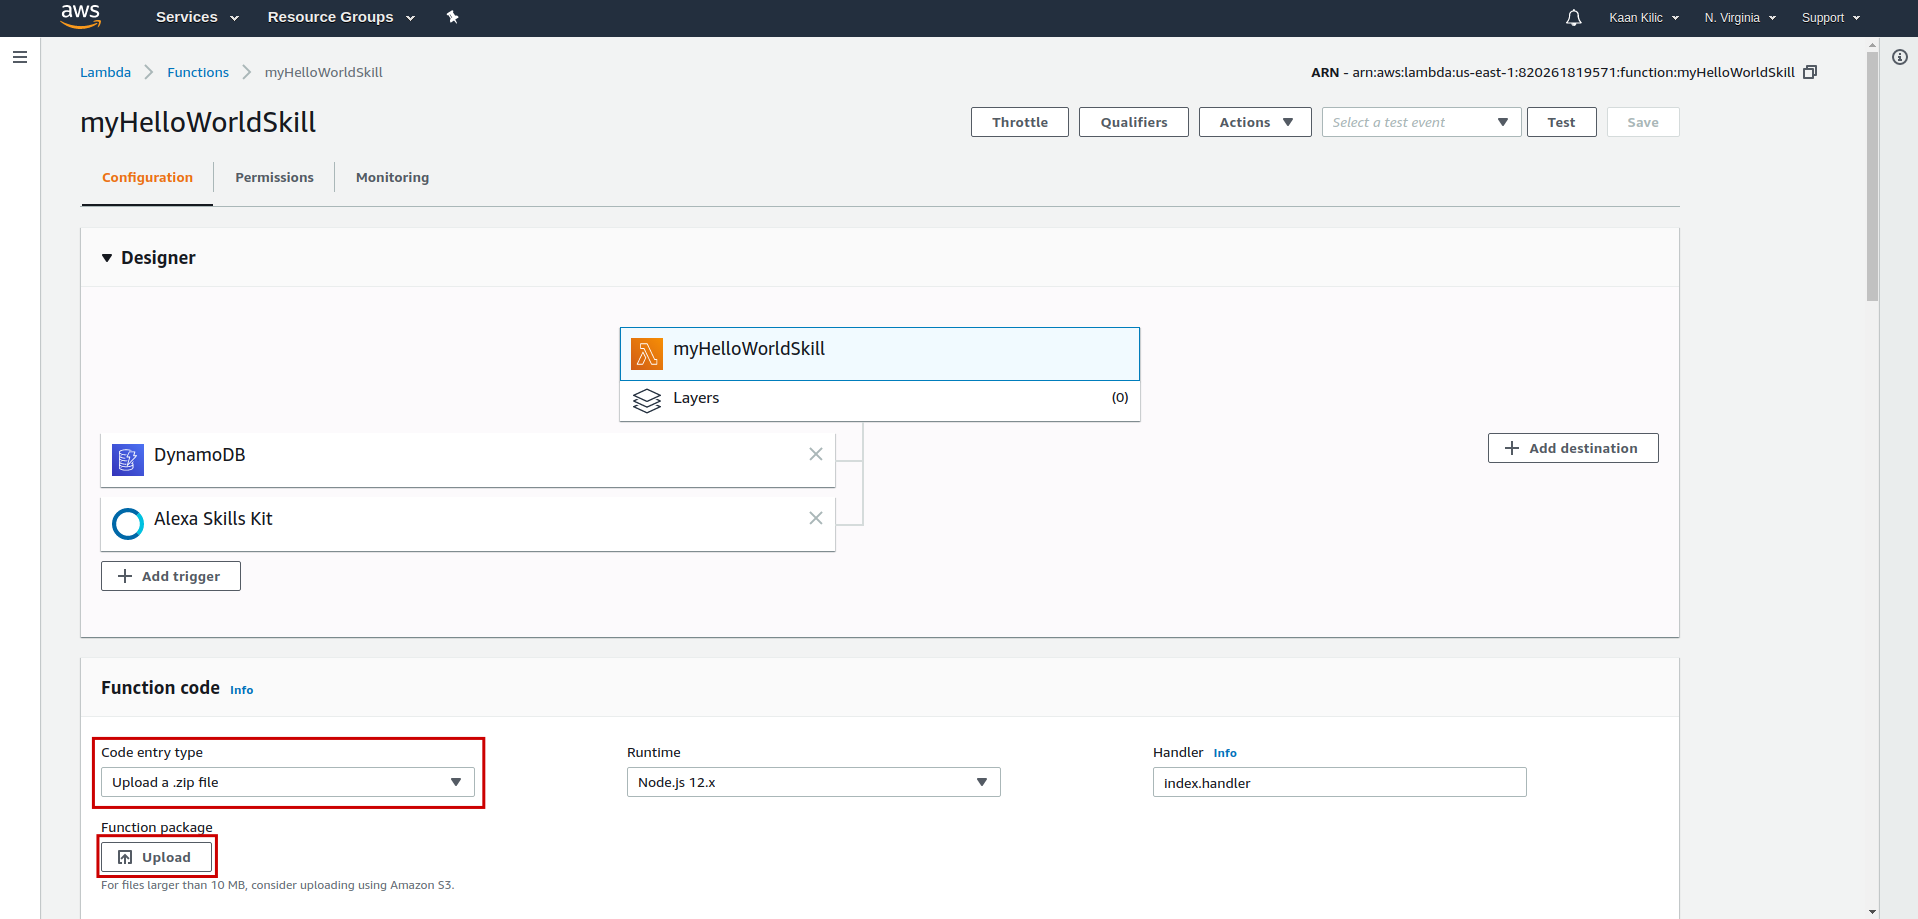 aws Services Resource Groups Kaan Kilic N. Virginia Support
Lambda Functions myHelloWorldSkill ARN - arn:aws:lambda:us-east-1:820261819571:function:myHelloWorldSkill
myHelloWorldSkill Throttle Qualifiers Actions Select a test event Test Save
Configuration Permissions Monitoring
Designer
myHelloWorldSkill
Layers (0)
DynamoDB
Add destination
Alexa Skills Kit
Add trigger
Function code Info
Code entry type Runtime Handler Info
Upload a .zip file Node.js 12.x index.handler
Function package
Upload
For files larger than 10 MB, consider uploading using Amazon S3.